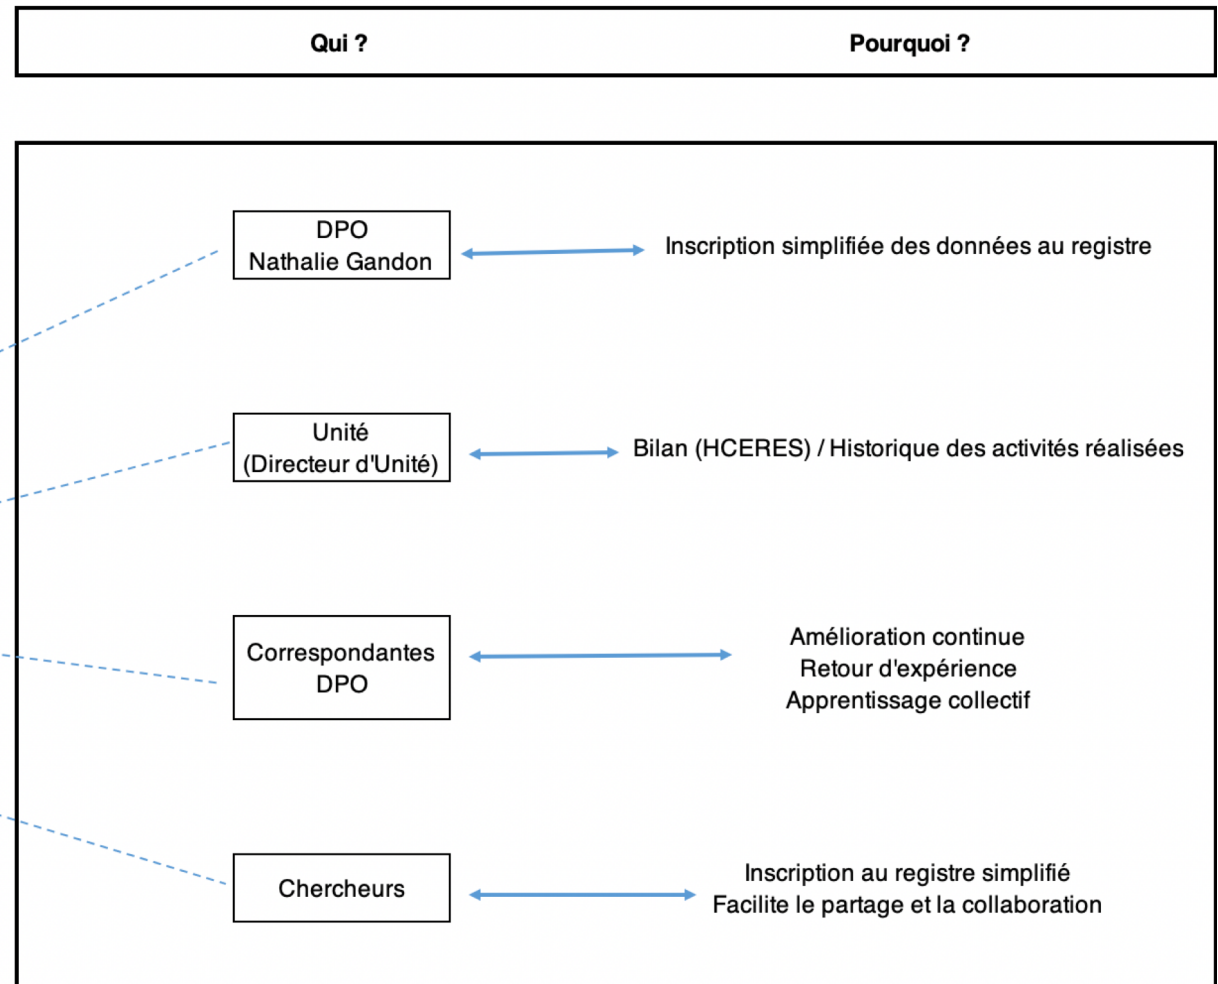 Qui ?
Pourquoi ?
DPO
Nathalie Gandon
Inscription simplifiée des données au registre
Unité
(Directeur d'Unité)
Bilan (HCERES) / Historique des activités réalisées
Correspondantes
DPO
Amélioration continue
Retour d'expérience
Apprentissage collectif
Chercheurs
Inscription au registre simplifié
Facilite le partage et la collaboration